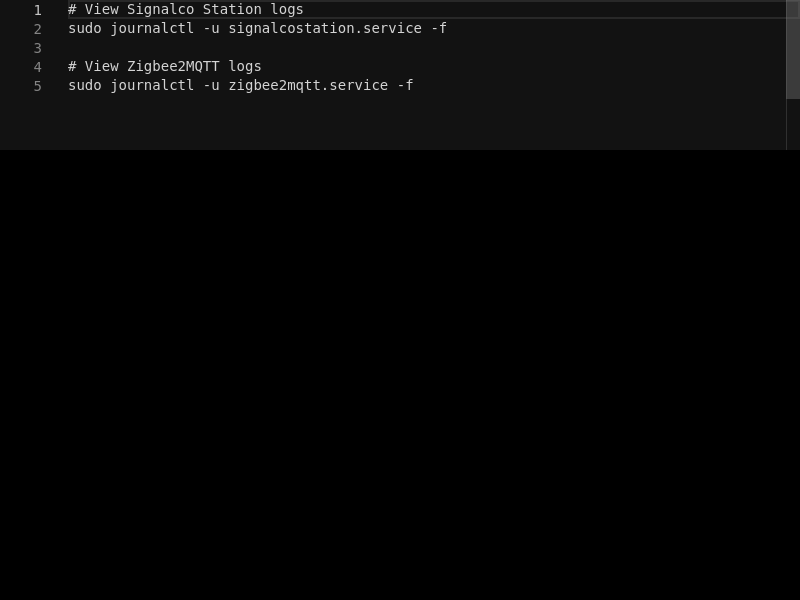 1 # View Signalco Station logs
2 sudo journalctl -u signalcostation.service -f
3
4 # View Zigbee2MQTT logs
5 sudo journalctl -u zigbee2mqtt.service -f